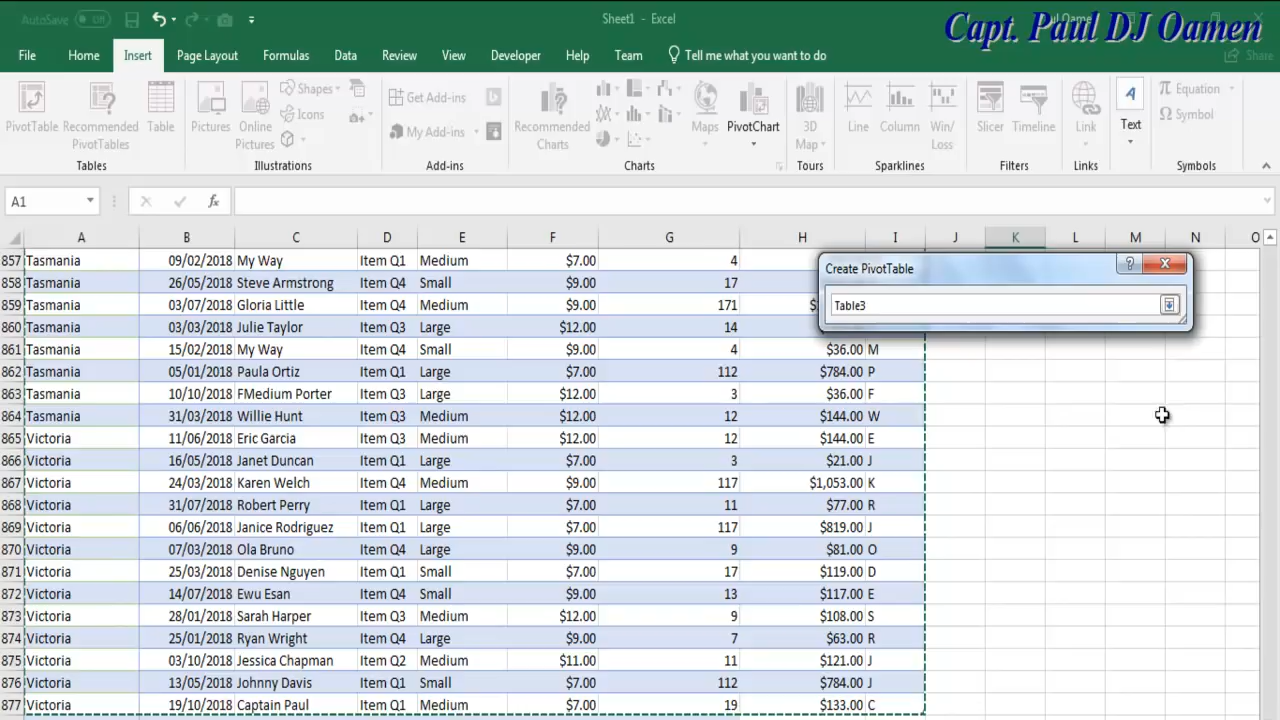 AutoSave Off Sheet1 - Excel Capt. Paul DJ Oamen
File Home Insert Page Layout Formulas Data Review View Developer Help Team Tell me what you want to do Share
PivotTable Recommended PivotTables Table Pictures Online Pictures Shapes Icons Get Add-ins My Add-ins Recommended Charts Maps PivotChart 3D Map Line Column Win/Loss Slicer Timeline Link Text Equation Symbol
Tables Illustrations Add-ins Charts Tours Sparklines Filters Links Symbols
A1 fx
A B C D E F G H I J K L M N O
857 Tasmania 09/02/2018 My Way Item Q1 Medium $7.00 4
858 Tasmania 26/05/2018 Steve Armstrong Item Q4 Small $9.00 17
859 Tasmania 03/07/2018 Gloria Little Item Q4 Medium $9.00 171 $
860 Tasmania 03/03/2018 Julie Taylor Item Q3 Large $12.00 14
Create PivotTable
Table3
861 Tasmania 15/02/2018 My Way Item Q4 Small $9.00 4 $36.00 M
862 Tasmania 05/01/2018 Paula Ortiz Item Q1 Large $7.00 112 $784.00 P
863 Tasmania 10/10/2018 FMedium Porter Item Q3 Large $12.00 3 $36.00 F
864 Tasmania 31/03/2018 Willie Hunt Item Q3 Medium $12.00 12 $144.00 W
865 Victoria 11/06/2018 Eric Garcia Item Q3 Medium $12.00 12 $144.00 E
866 Victoria 16/05/2018 Janet Duncan Item Q1 Large $7.00 3 $21.00 J
867 Victoria 24/03/2018 Karen Welch Item Q4 Medium $9.00 117 $1,053.00 K
868 Victoria 31/07/2018 Robert Perry Item Q1 Large $7.00 11 $77.00 R
869 Victoria 06/06/2018 Janice Rodriguez Item Q1 Large $7.00 117 $819.00 J
870 Victoria 07/03/2018 Ola Bruno Item Q4 Large $9.00 9 $81.00 O
871 Victoria 25/03/2018 Denise Nguyen Item Q1 Small $7.00 17 $119.00 D
872 Victoria 14/07/2018 Ewu Esan Item Q4 Small $9.00 13 $117.00 E
873 Victoria 28/01/2018 Sarah Harper Item Q3 Medium $12.00 9 $108.00 S
874 Victoria 25/01/2018 Ryan Wright Item Q4 Large $9.00 7 $63.00 R
875 Victoria 03/10/2018 Jessica Chapman Item Q2 Medium $11.00 11 $121.00 J
876 Victoria 13/05/2018 Johnny Davis Item Q1 Small $7.00 112 $784.00 J
877 Victoria 19/10/2018 Captain Paul Item Q1 Medium $7.00 19 $133.00 C